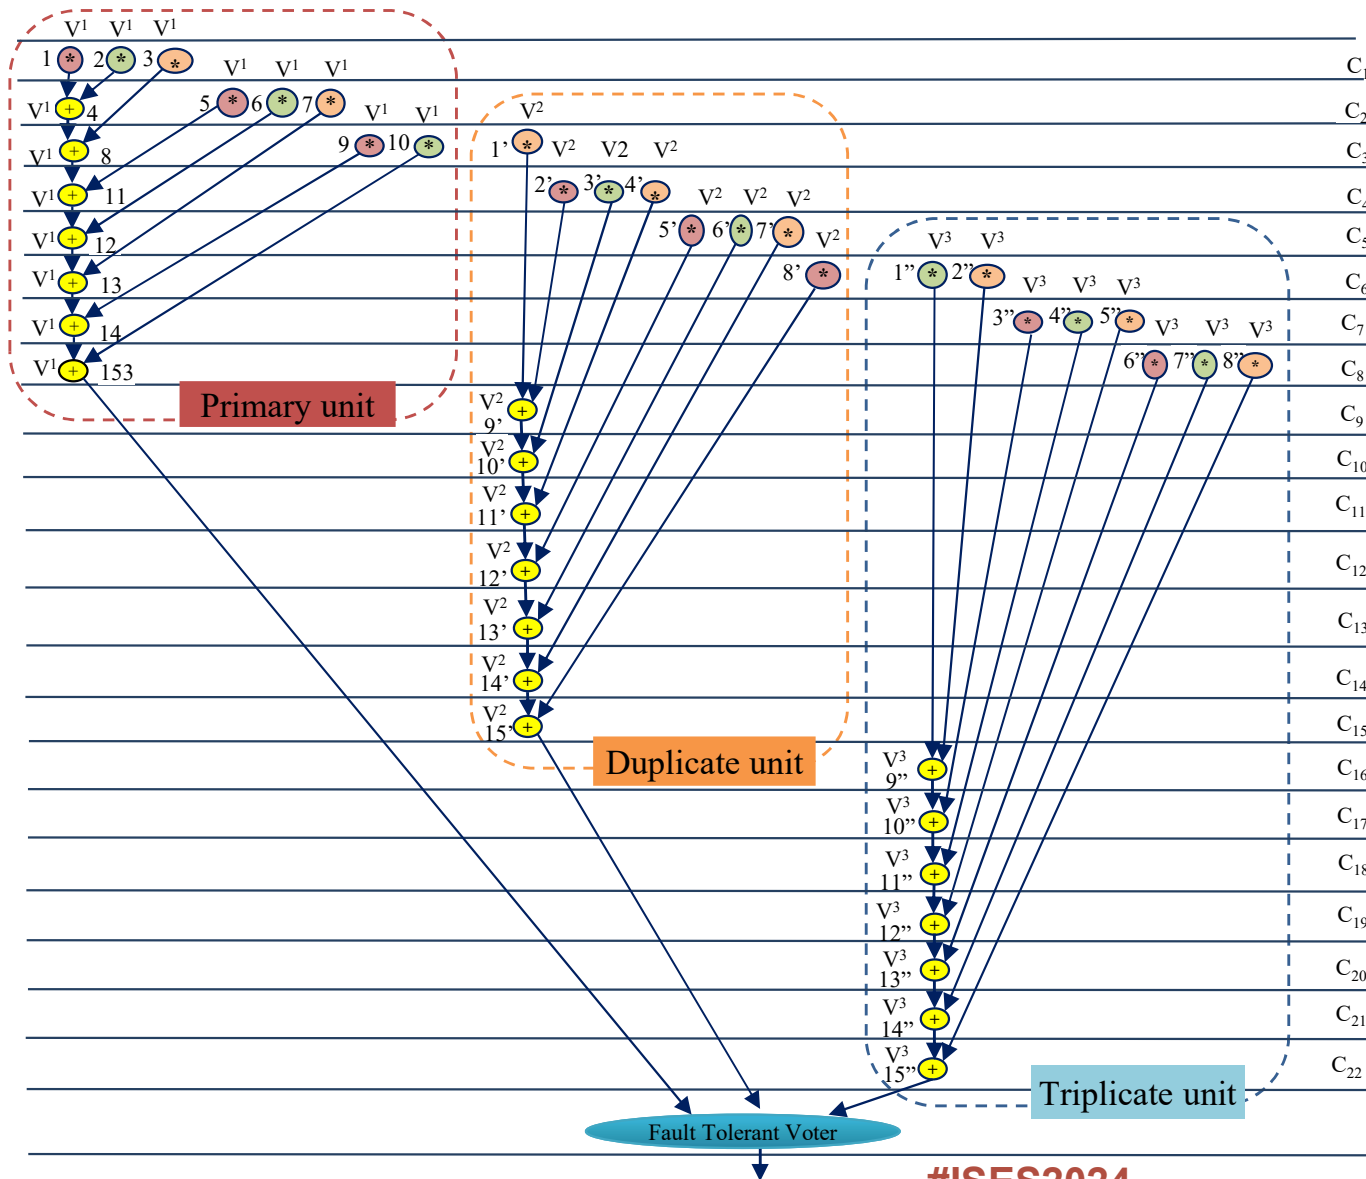 V¹ V¹ V¹
1 * 2 * 3 * C₁
V¹ V¹ V¹
V¹ + 4 5 * 6 * 7 * C₂
V¹ V¹ V²
V¹ + 8 9 * 10 * 1’ * C₃
V² V2 V²
V¹ + 11 2’ * 3’ * 4’ * C₄
V² V² V²
V¹ + 12 5’ * 6’ * 7’ * C₅
V² V³ V³
V¹ + 13 8’ * 1” * 2” * C₆
V³ V³ V³
V¹ + 14 3” * 4” * 5” * C₇
V³ V³ V³
V¹ + 153 6” * 7” * 8” * C₈
Primary unit
V²
9’ + C₉
V²
10’ + C₁₀
V²
11’ + C₁₁
V²
12’ + C₁₂
V²
13’ + C₁₃
V²
14’ + C₁₄
V²
15’ + C₁₅
Duplicate unit
V³
9” + C₁₆
V³
10” + C₁₇
V³
11” + C₁₈
V³
12” + C₁₉
V³
13” + C₂₀
V³
14” + C₂₁
V³
15” + C₂₂
Triplicate unit
Fault Tolerant Voter
#ISES2024